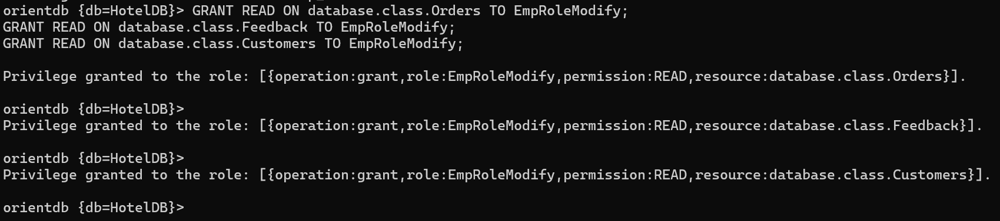 orientdb {db=HotelDB}> GRANT READ ON database.class.Orders TO EmpRoleModify;
GRANT READ ON database.class.Feedback TO EmpRoleModify;
GRANT READ ON database.class.Customers TO EmpRoleModify;
Privilege granted to the role: [{operation:grant,role:EmpRoleModify,permission:READ,resource:database.class.Orders}].
orientdb {db=HotelDB}>
Privilege granted to the role: [{operation:grant,role:EmpRoleModify,permission:READ,resource:database.class.Feedback}].
orientdb {db=HotelDB}>
Privilege granted to the role: [{operation:grant,role:EmpRoleModify,permission:READ,resource:database.class.Customers}].
orientdb {db=HotelDB}>